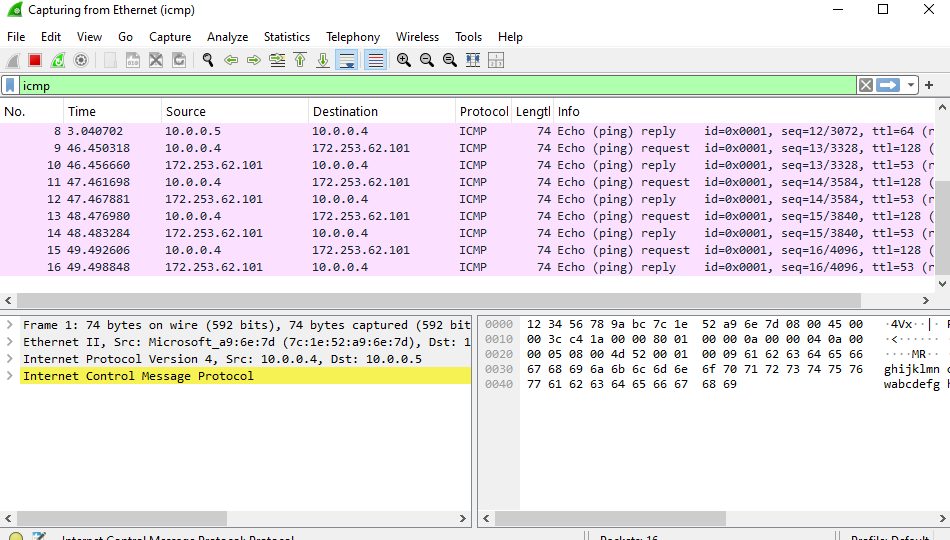 Capturing from Ethernet (icmp)
File Edit View Go Capture Analyze Statistics Telephony Wireless Tools Help
icmp
No. Time Source Destination Protocol Lengtl Info
8 3.040702 10.0.0.5 10.0.0.4 ICMP 74 Echo (ping) reply id=0x0001, seq=12/3072, ttl=64 (r
9 46.450318 10.0.0.4 172.253.62.101 ICMP 74 Echo (ping) request id=0x0001, seq=13/3328, ttl=128 (
10 46.456660 172.253.62.101 10.0.0.4 ICMP 74 Echo (ping) reply id=0x0001, seq=13/3328, ttl=53 (r
11 47.461698 10.0.0.4 172.253.62.101 ICMP 74 Echo (ping) request id=0x0001, seq=14/3584, ttl=128 (
12 47.467881 172.253.62.101 10.0.0.4 ICMP 74 Echo (ping) reply id=0x0001, seq=14/3584, ttl=53 (r
13 48.476980 10.0.0.4 172.253.62.101 ICMP 74 Echo (ping) request id=0x0001, seq=15/3840, ttl=128 (
14 48.483284 172.253.62.101 10.0.0.4 ICMP 74 Echo (ping) reply id=0x0001, seq=15/3840, ttl=53 (r
15 49.492606 10.0.0.4 172.253.62.101 ICMP 74 Echo (ping) request id=0x0001, seq=16/4096, ttl=128 (
16 49.498848 172.253.62.101 10.0.0.4 ICMP 74 Echo (ping) reply id=0x0001, seq=16/4096, ttl=53 (r
Frame 1: 74 bytes on wire (592 bits), 74 bytes captured (592 bit
Ethernet II, Src: Microsoft_a9:6e:7d (7c:1e:52:a9:6e:7d), Dst: 1
Internet Protocol Version 4, Src: 10.0.0.4, Dst: 10.0.0.5
Internet Control Message Protocol
0000 12 34 56 78 9a bc 7c 1e 52 a9 6e 7d 08 00 45 00 ·4Vx··|· R
0010 00 3c c4 1a 00 00 80 01 00 00 0a 00 00 04 0a 00 ·<······
0020 00 05 08 00 4d 52 00 01 00 09 61 62 63 64 65 66 ····MR··
0030 67 68 69 6a 6b 6c 6d 6e 6f 70 71 72 73 74 75 76 ghijklmn
0040 77 61 62 63 64 65 66 67 68 69 wabcdefg
Internet Control Message Protocol: Protocol
Packets: 16
Profile: Default